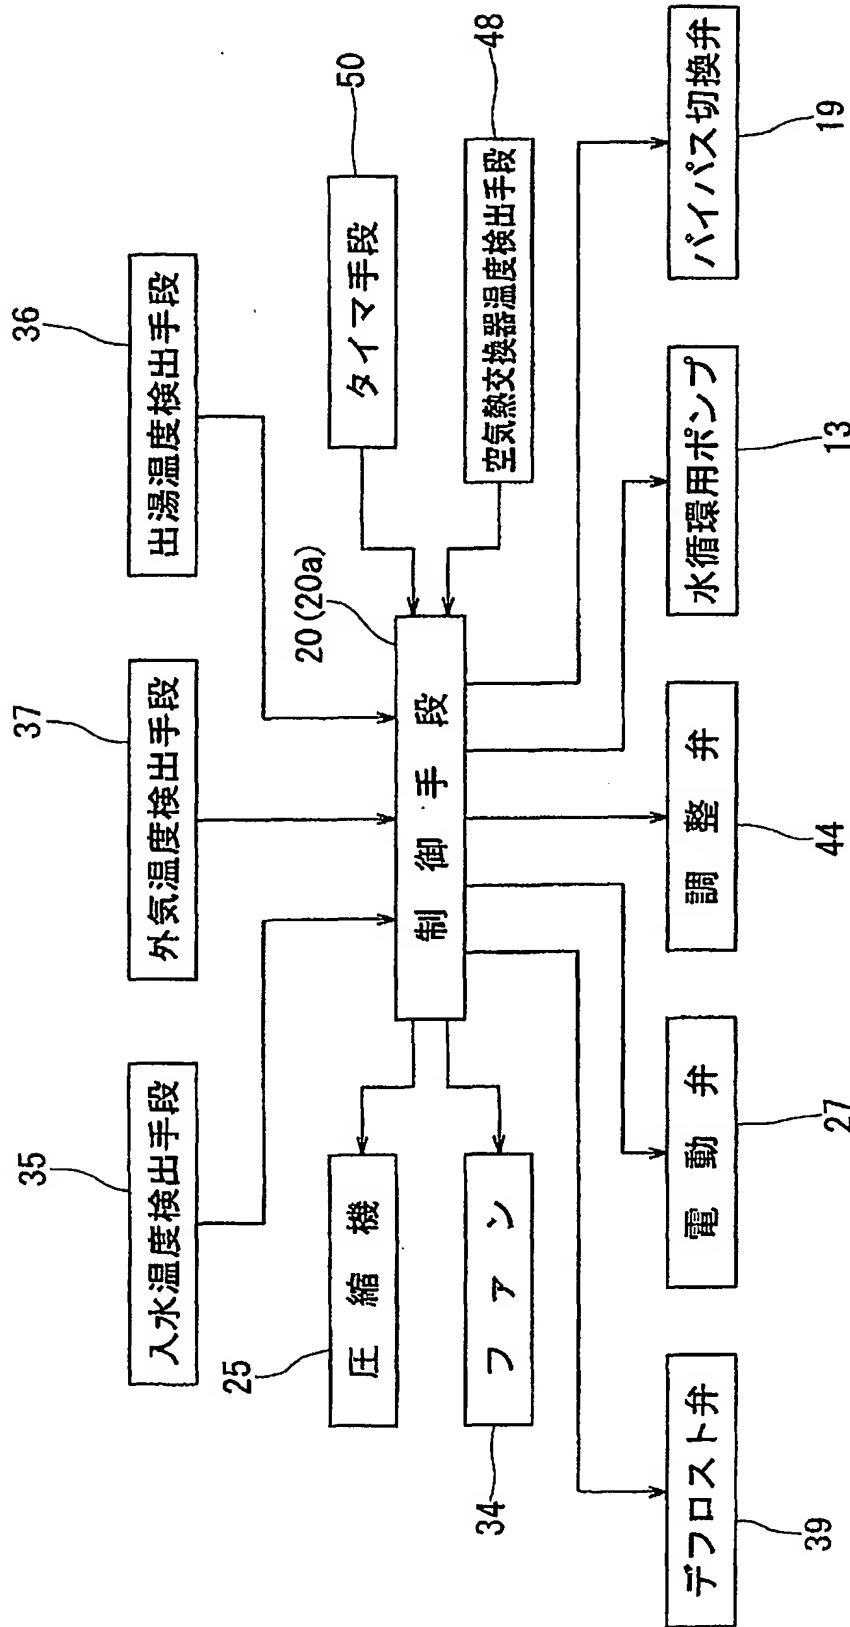 35
入水温度検出手段
37
外気温度検出手段
36
出湯温度検出手段
25
圧縮機
34
ファン
20(20a)
制御手段
50
タイマ手段
48
空気熱交換器温度検出手段
デフロスト弁
39
電動弁
27
調整弁
44
水循環用ポンプ
13
バイパス切換弁
19